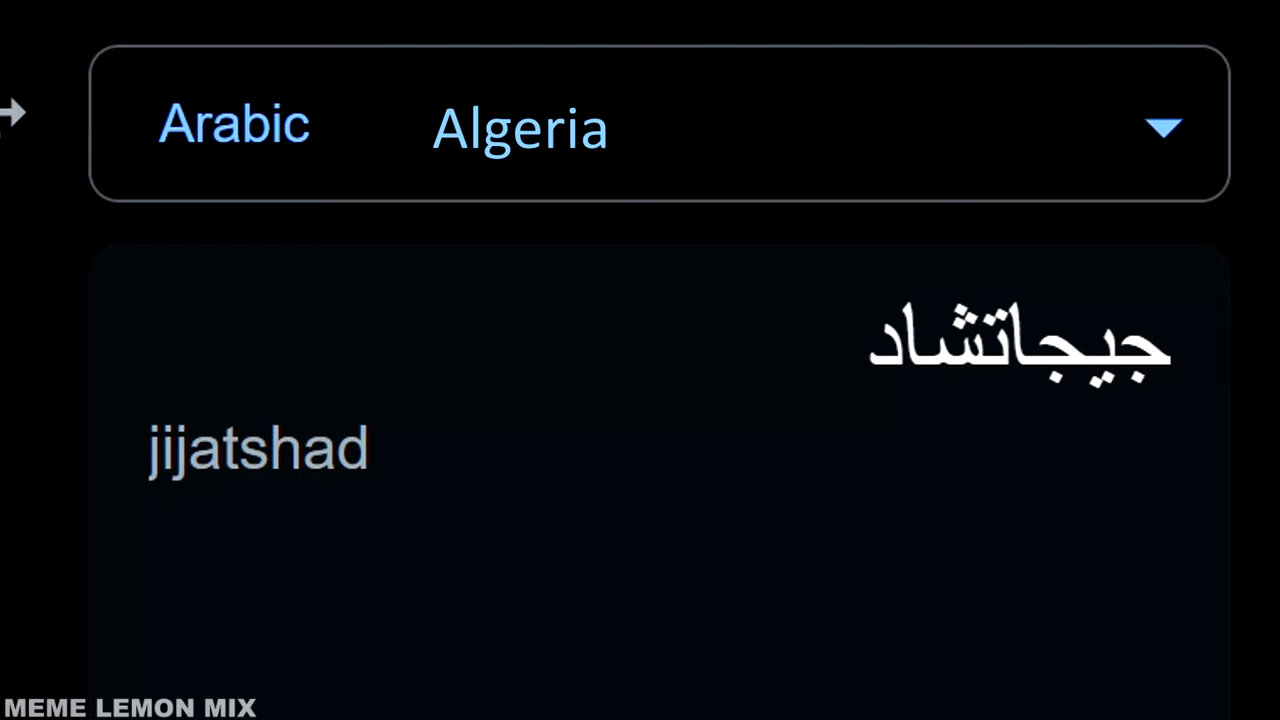 Arabic Algeria
جيجاتشاد
jijatshad
MEME LEMON MIX